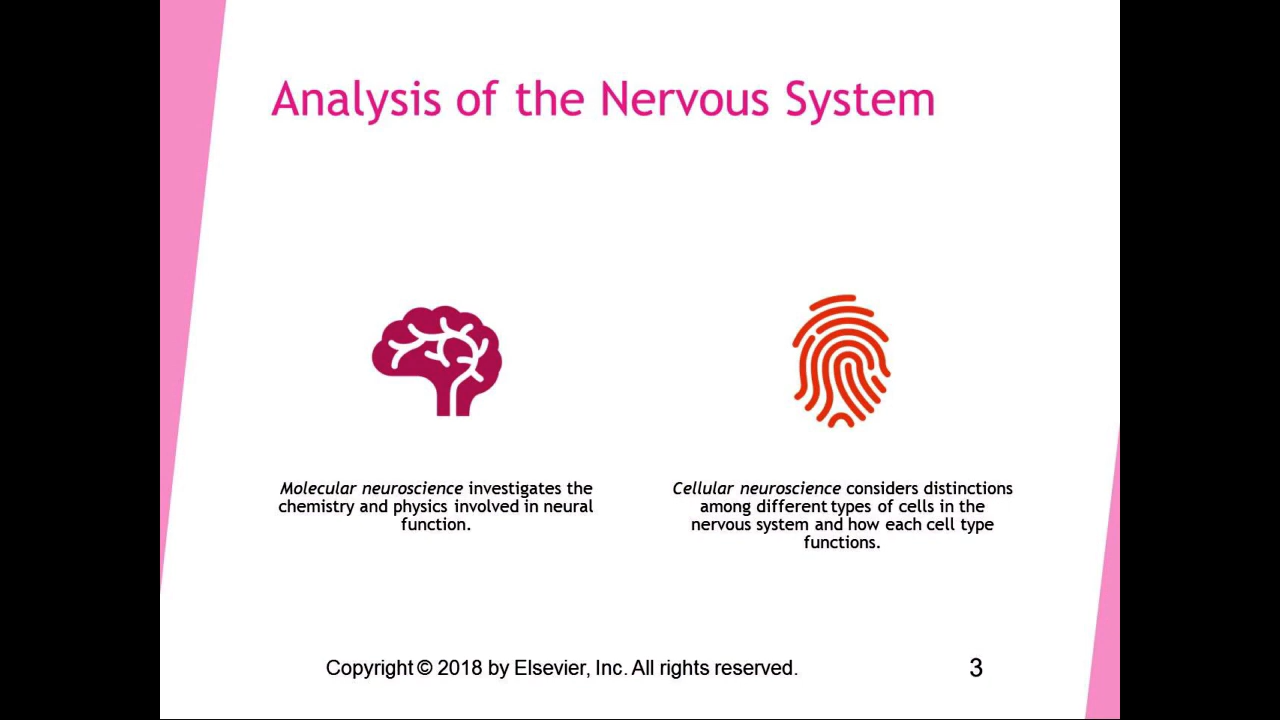 Analysis of the Nervous System
Molecular neuroscience investigates the
chemistry and physics involved in neural
function.
Cellular neuroscience considers distinctions
among different types of cells in the
nervous system and how each cell type
functions.
Copyright © 2018 by Elsevier, Inc. All rights reserved.
3